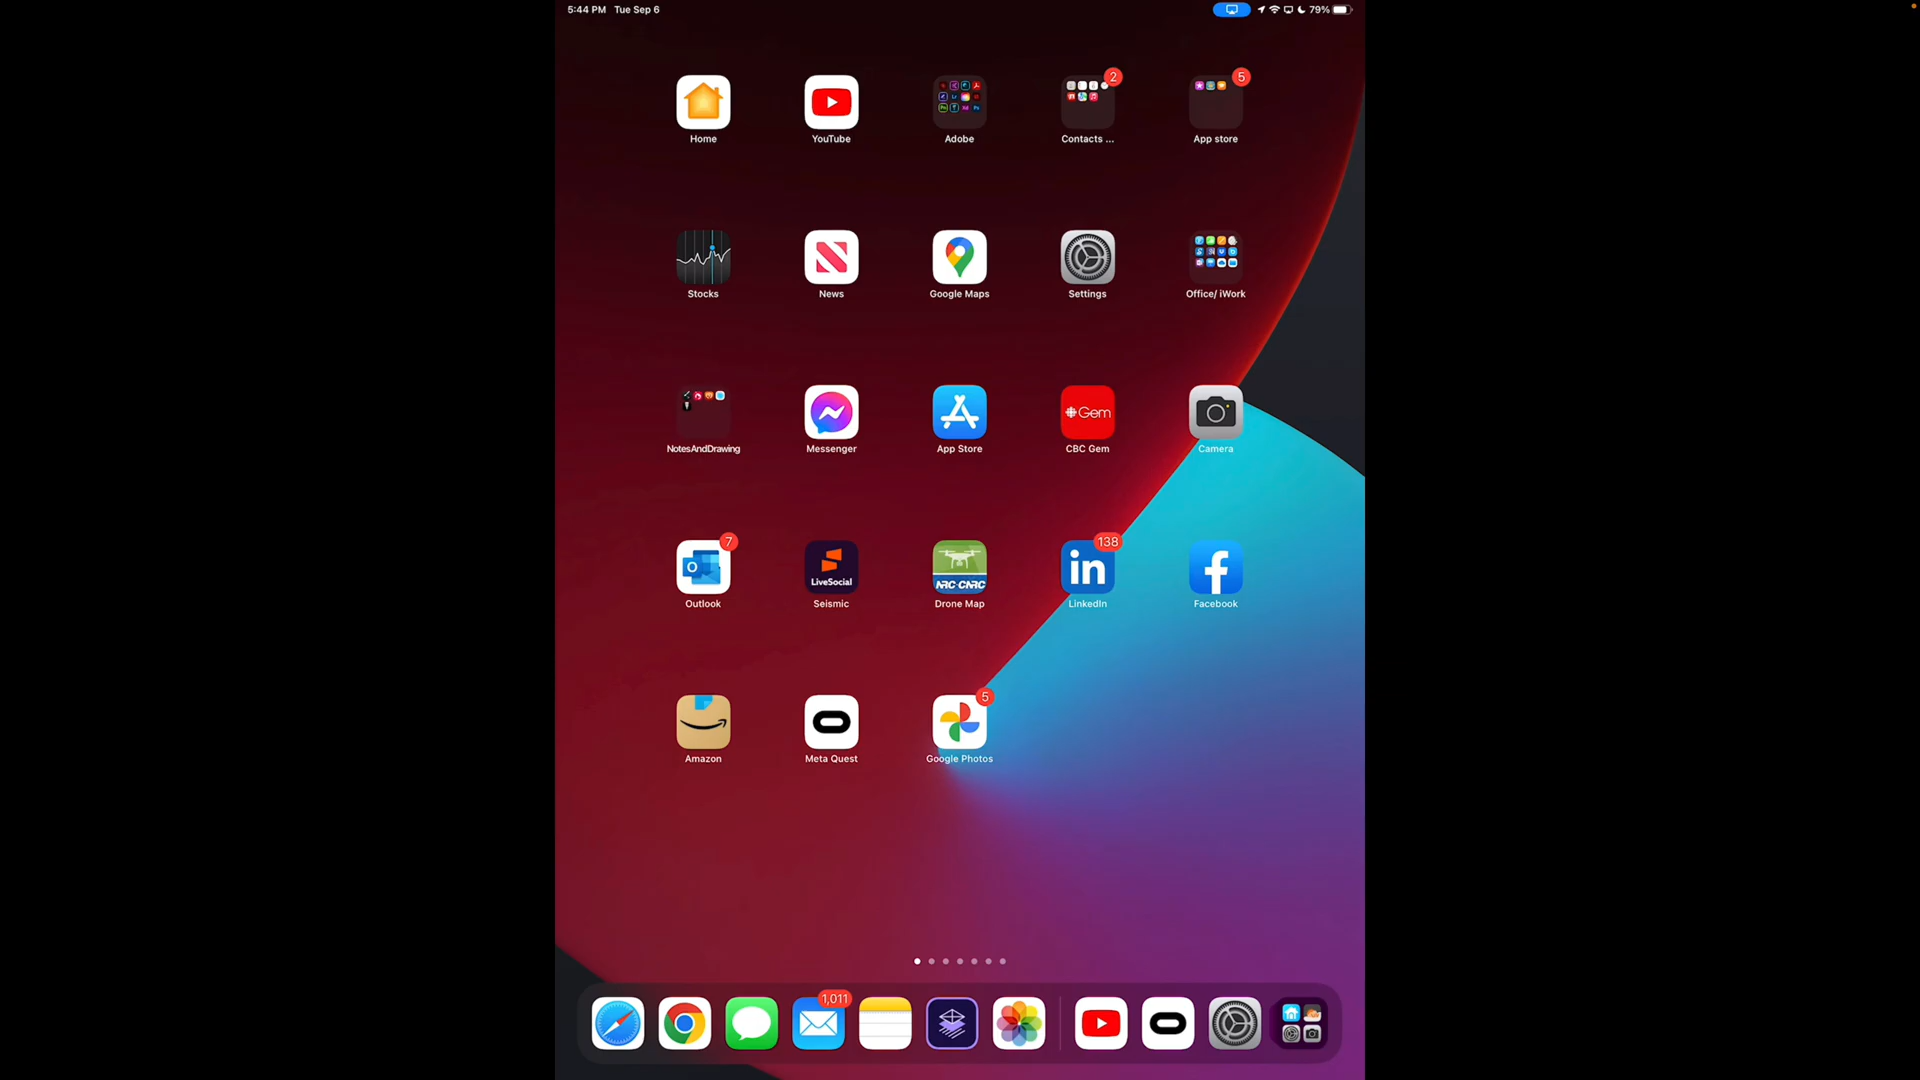 5:44 PM Tue Sep 6
79%
2
5
Home YouTube Adobe Contacts ... App store
Stocks News Google Maps Settings Office/ iWork
Gem
NotesAndDrawing Messenger App Store CBC Gem Camera
7
138
LiveSocial
NRC·CNRC
in
Outlook Seismic Drone Map LinkedIn Facebook
5
Amazon Meta Quest Google Photos
1,011